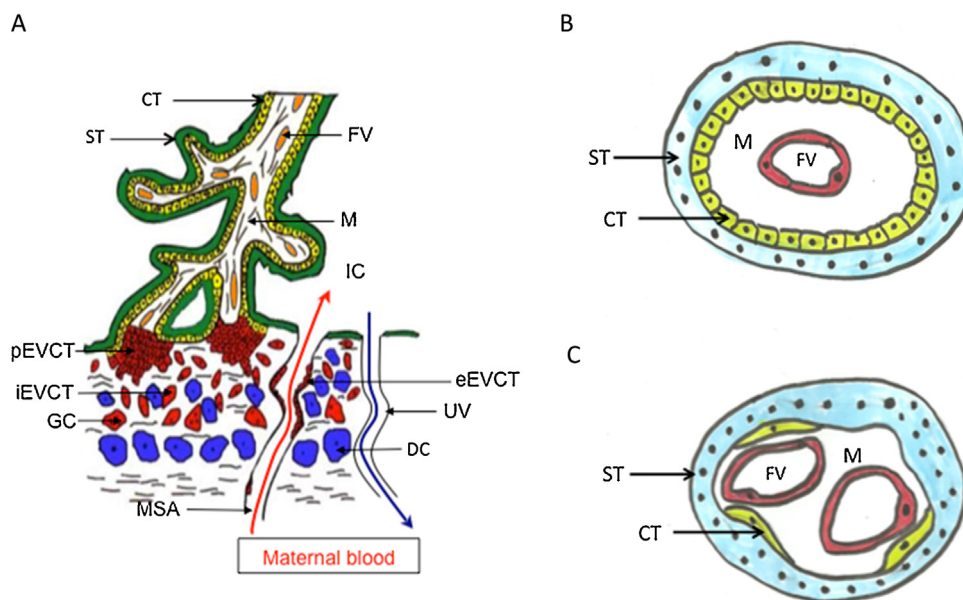 A
CT
ST
FV
M
IC
pEVCT
iEVCT
GC
eEVCT
UV
DC
MSA
Maternal blood
B
M
FV
ST
CT
C
M
FV
ST
CT